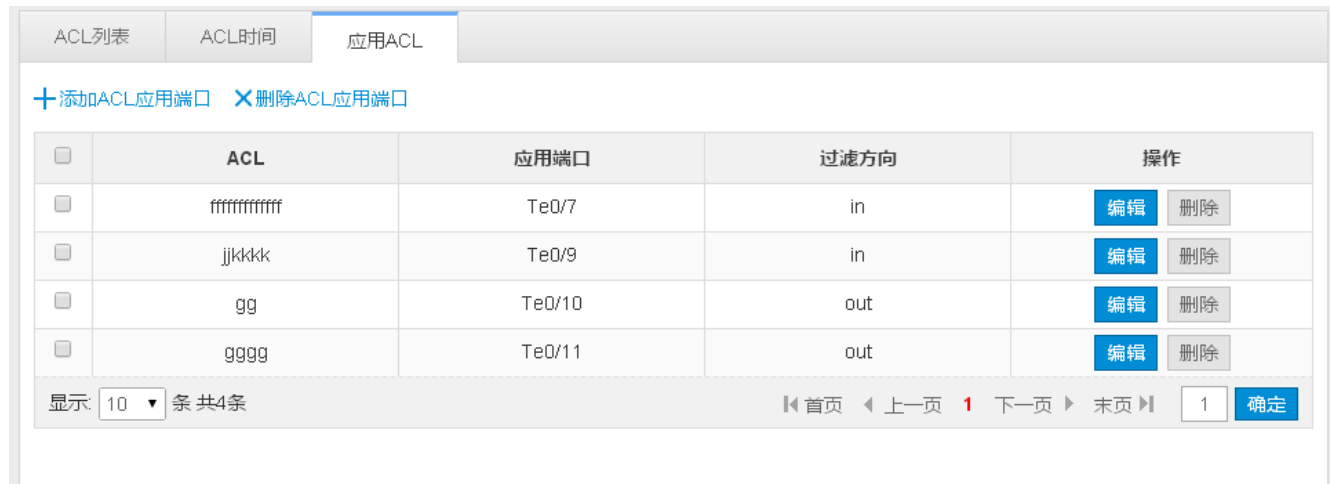 ACL列表 ACL时间 应用ACL
添加ACL应用端口 删除ACL应用端口
ACL 应用端口 过滤方向 操作
fffffffffffff Te0/7 in 编辑 删除
jjkkkk Te0/9 in 编辑 删除
gg Te0/10 out 编辑 删除
gggg Te0/11 out 编辑 删除
显示: 10 条 共4条 首页 上一页 1 下一页 末页 1 确定